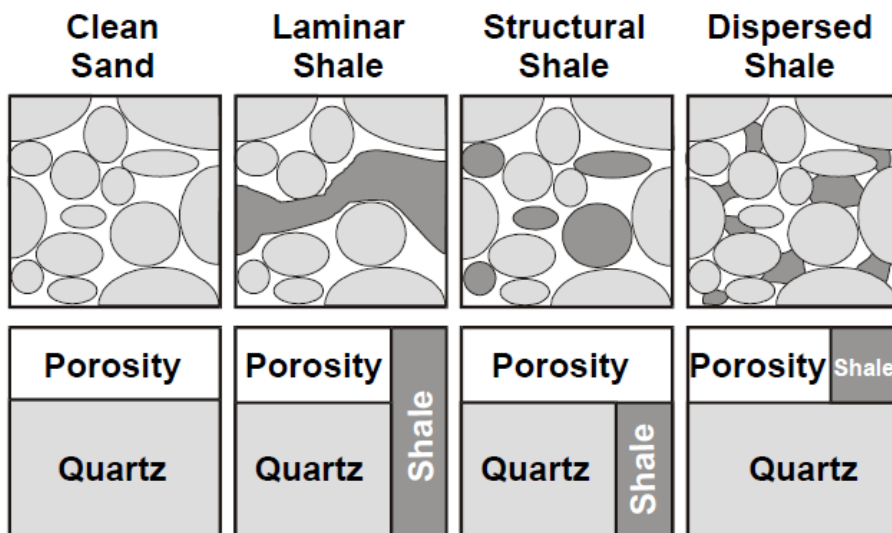 Clean
Sand
Laminar
Shale
Structural
Shale
Dispersed
Shale
Porosity
Quartz
Porosity
Quartz
Shale
Porosity
Quartz
Shale
Porosity
Shale
Quartz